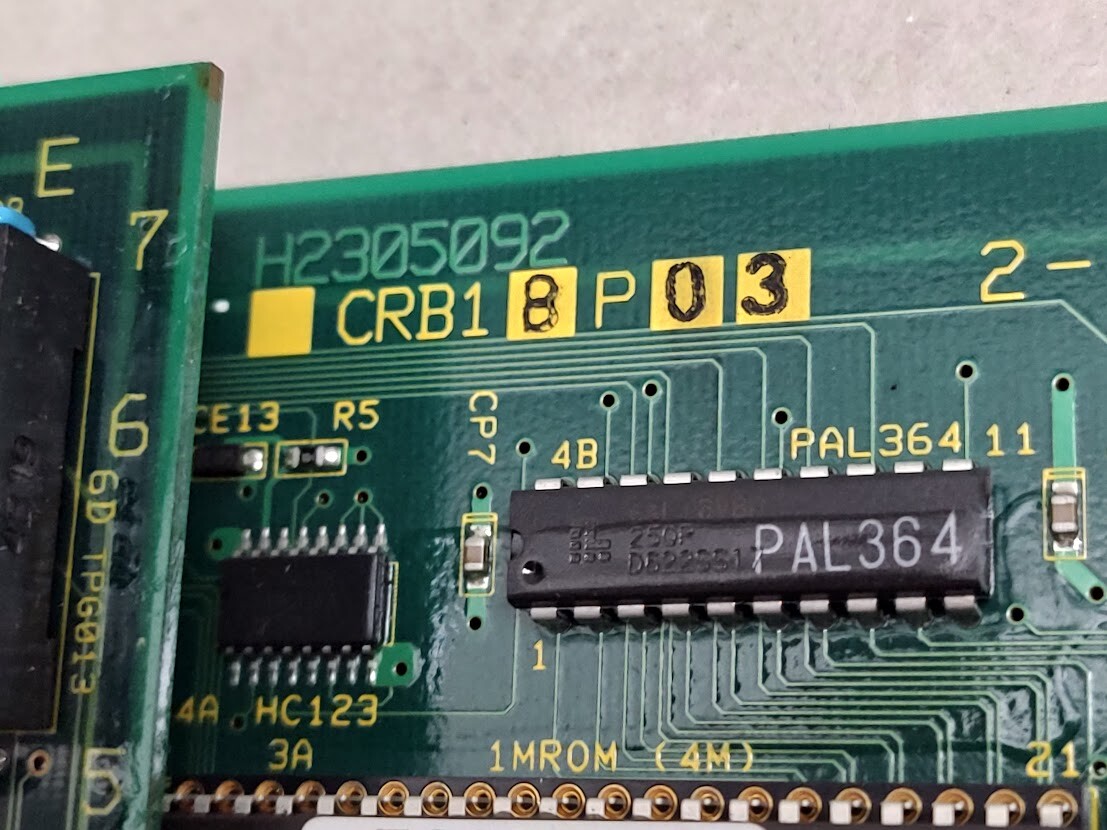 E
7
H2305092
CRB1 B P 0 3
2-
6
CE13
R5
CP7
4B
PAL364
11
6D TPG013
PAL364
1
4A
HC123
3A
1MROM (4M)
21
5